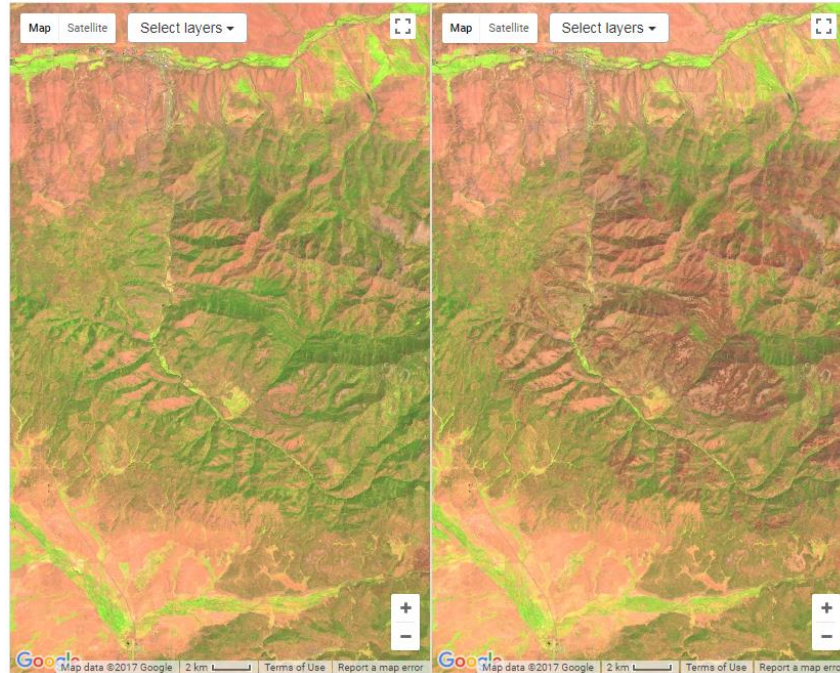 Map Satellite Select layers
Map Satellite Select layers
+
−
+
−
Google Map data ©2017 Google 2 km Terms of Use Report a map error
Google Map data ©2017 Google 2 km Terms of Use Report a map error